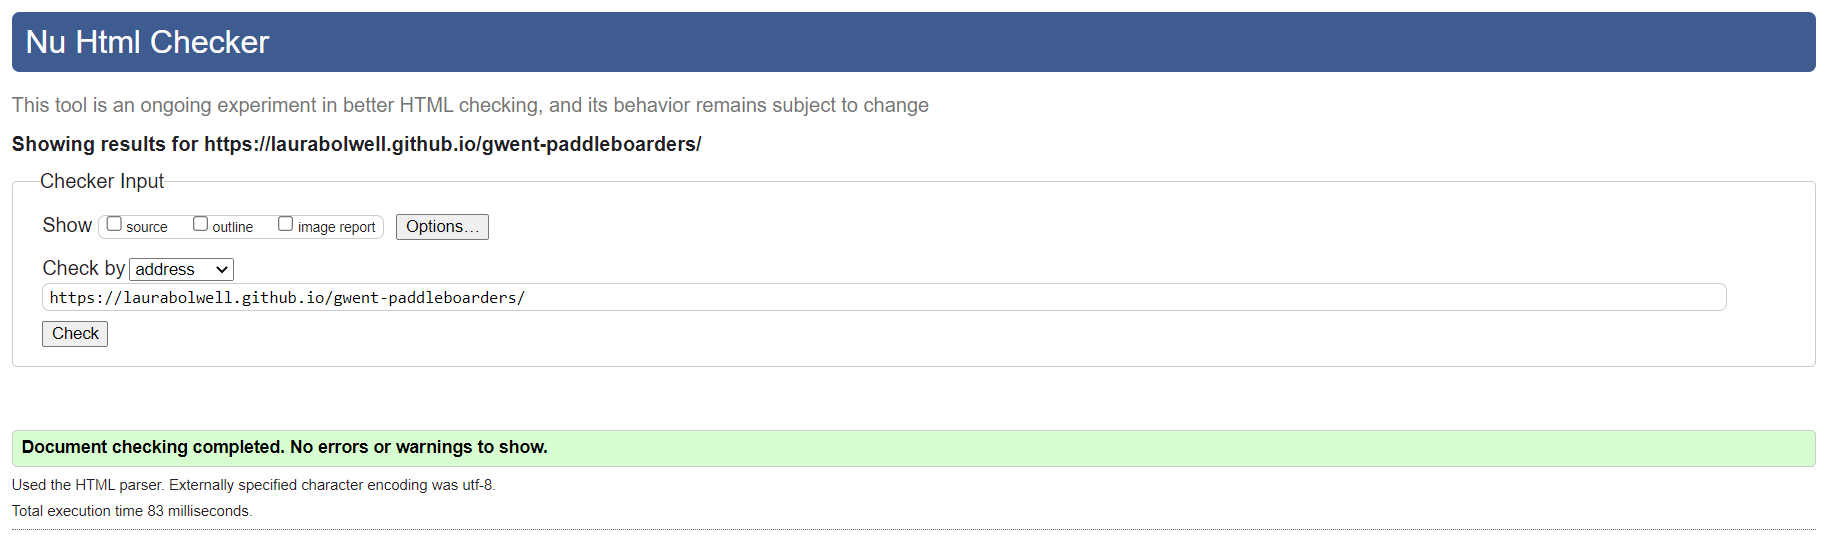 Nu Html Checker
This tool is an ongoing experiment in better HTML checking, and its behavior remains subject to change
Showing results for https://laurabolwell.github.io/gwent-paddleboarders/
Checker Input
Show source outline image report Options...
Check by address
https://laurabolwell.github.io/gwent-paddleboarders/
Check
Document checking completed. No errors or warnings to show.
Used the HTML parser. Externally specified character encoding was utf-8.
Total execution time 83 milliseconds.